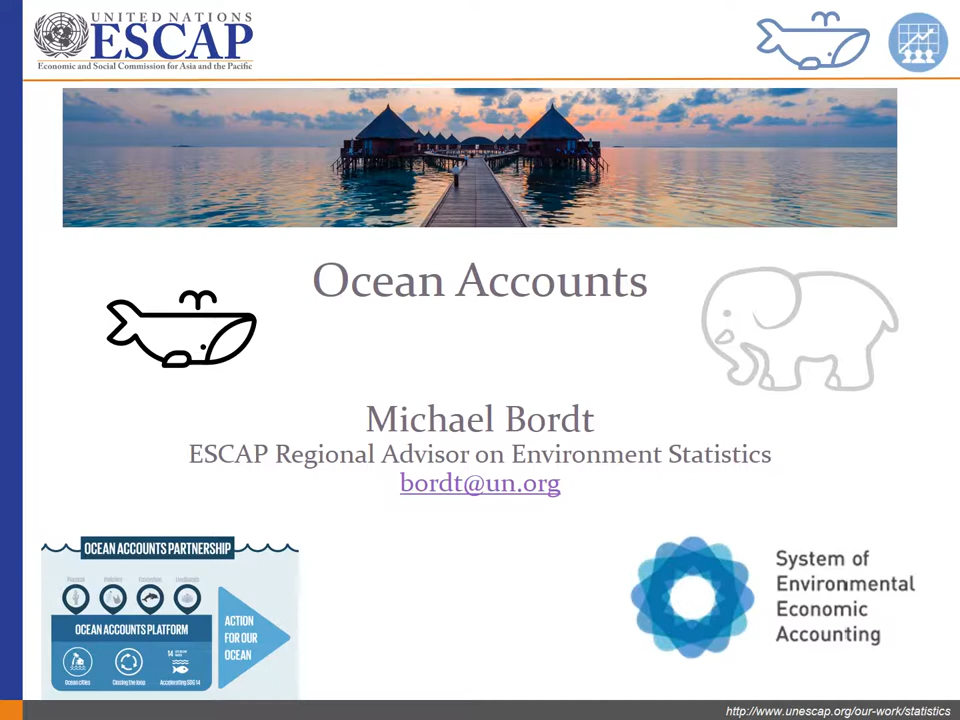 UNITED NATIONS
ESCAP
Economic and Social Commission for Asia and the Pacific
Ocean Accounts
Michael Bordt
ESCAP Regional Advisor on Environment Statistics
bordt@un.org
OCEAN ACCOUNTS PARTNERSHIP
OCEAN ACCOUNTS PLATFORM
Ocean cities
Closing the loop
14
Accelerating SDG 14
ACTION
FOR OUR
OCEAN
System of
Environmental
Economic
Accounting
http://www.unescap.org/our-work/statistics